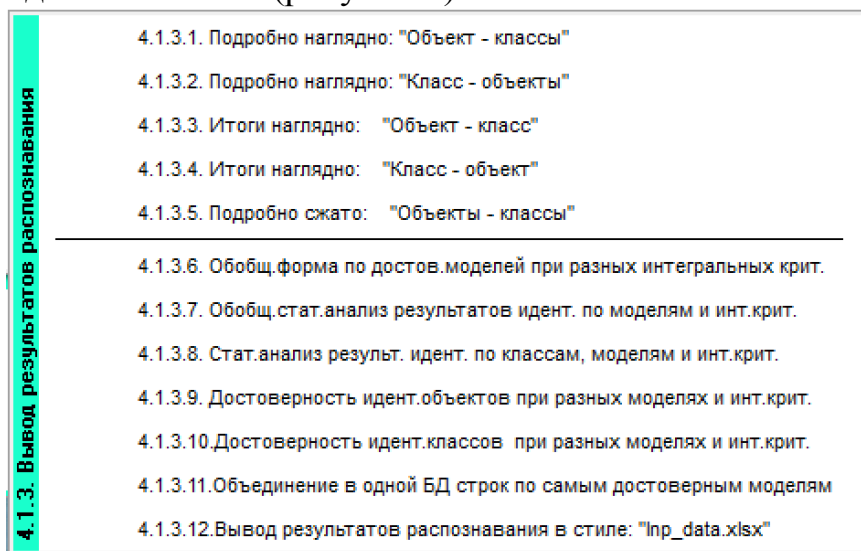 4.1.3. Вывод результатов распознавания
4.1.3.1. Подробно наглядно: "Объект - классы"
4.1.3.2. Подробно наглядно: "Класс - объекты"
4.1.3.3. Итоги наглядно: "Объект - класс"
4.1.3.4. Итоги наглядно: "Класс - объект"
4.1.3.5. Подробно сжато: "Объекты - классы"
4.1.3.6. Обобщ.форма по достов.моделей при разных интегральных крит.
4.1.3.7. Обобщ.стат.анализ результатов идент. по моделям и инт.крит.
4.1.3.8. Стат.анализ результ. идент. по классам, моделям и инт.крит.
4.1.3.9. Достоверность идент.объектов при разных моделях и инт.крит.
4.1.3.10.Достоверность идент.классов при разных моделях и инт.крит.
4.1.3.11.Объединение в одной БД строк по самым достоверным моделям
4.1.3.12.Вывод результатов распознавания в стиле: "Inp_data.xlsx"